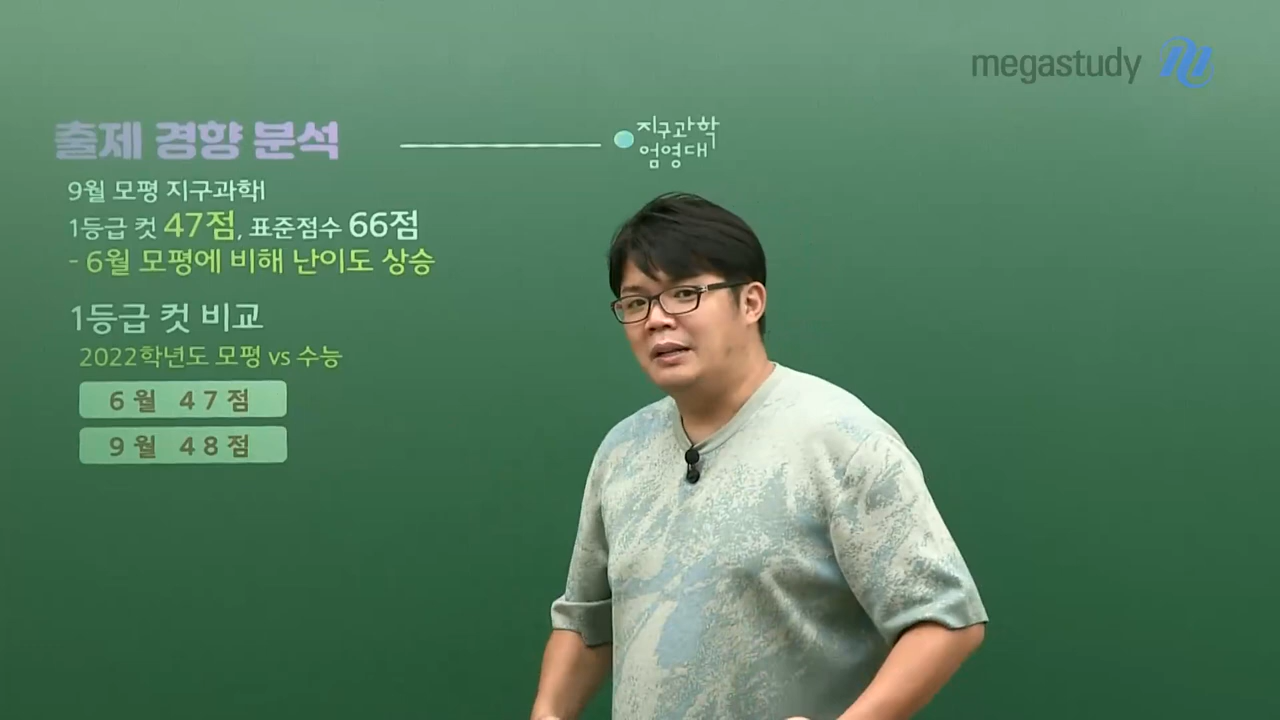 megastudy
출제 경향 분석
지구과학
엄영대
9월 모평 지구과학I
1등급 컷 47점, 표준점수 66점
- 6월 모평에 비해 난이도 상승
1등급 컷 비교
2022학년도 모평 vs 수능
6월 47점
9월 48점